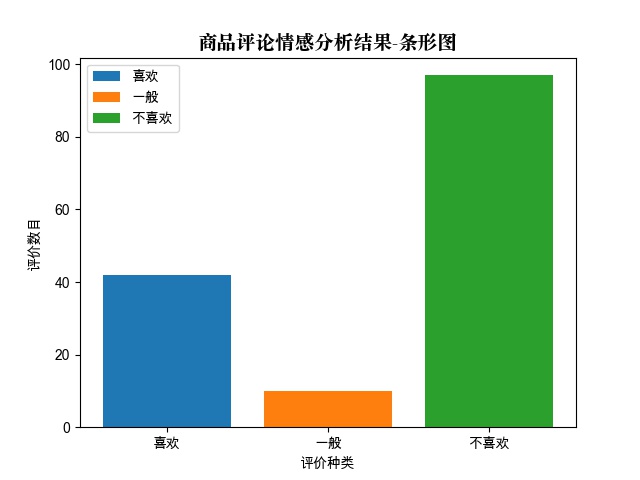 商品评论情感分析结果-条形图
喜欢
一般
不喜欢
评价数目
100
80
60
40
20
0
喜欢 一般 不喜欢
评价种类